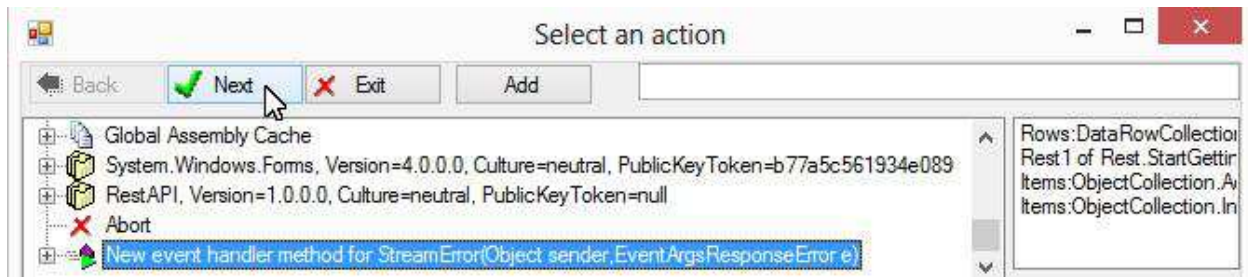 Select an action
Back Next Exit Add
Global Assembly Cache
System.Windows.Forms, Version=4.0.0.0, Culture=neutral, PublicKeyToken=b77a5c561934e089
RestAPI, Version=1.0.0.0, Culture=neutral, PublicKeyToken=null
Abort
New event handler method for StreamError(Object sender,EventArgsResponseError e)
Rows:DataRowCollection
Rest1 of Rest.StartGettin
Items:ObjectCollection.A
Items:ObjectCollection.In